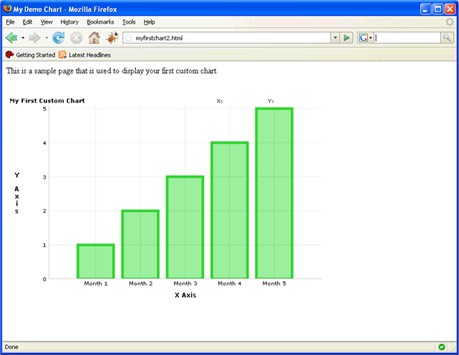 My Demo Chart - Mozilla Firefox
File Edit View History Bookmarks Tools Help
myfirstchart2.html
G
Getting Started Latest Headlines
This is a sample page that is used to display your first custom chart.
My First Custom Chart X: Y:
5
4
3
2
1
0
Y Axis
Month 1 Month 2 Month 3 Month 4 Month 5
X Axis
Done